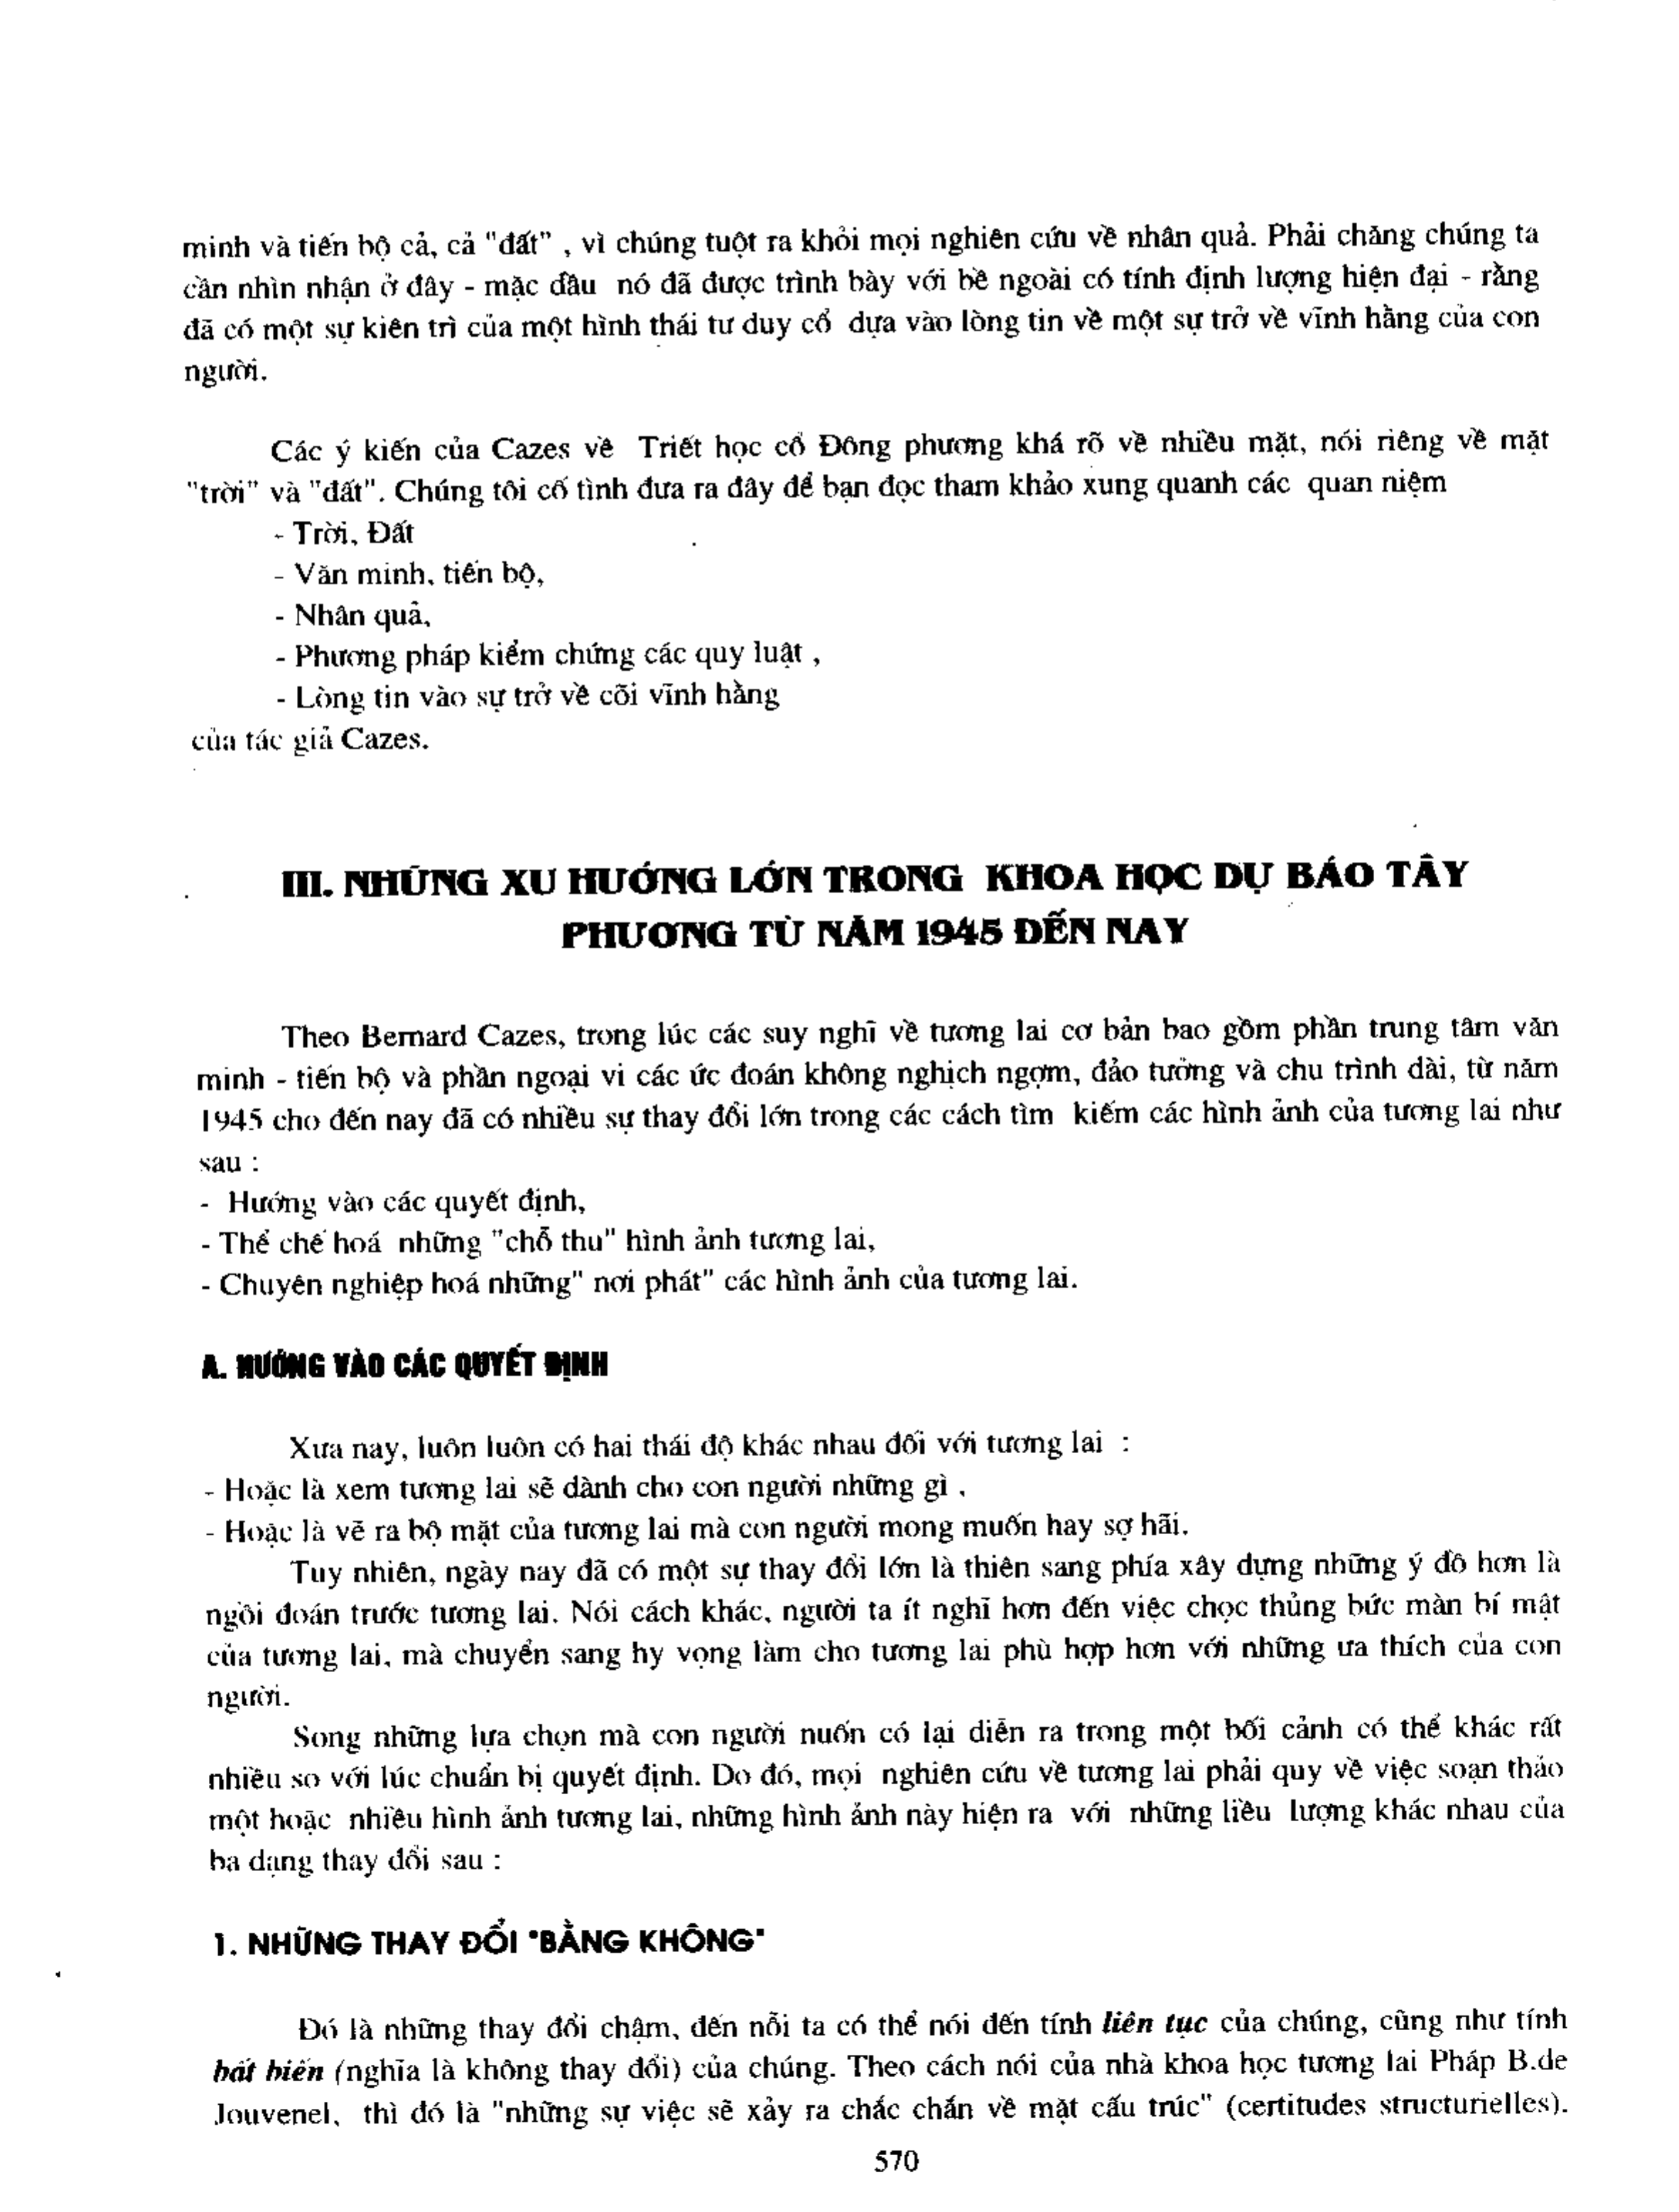 minh và tiến bộ cả, cả "đất" , vì chúng tuột ra khỏi mọi nghiên cứu về nhân quả. Phải chăng chúng ta
cần nhìn nhận ở đây - mặc dầu nó đã được trình bày với bề ngoài có tính định lượng hiện đại - rằng
đã có một sự kiên trì của một hình thái tư duy cổ dựa vào lòng tin về một sự trở về vĩnh hằng của con
người.
Các ý kiến của Cazes về Triết học cổ Đông phương khá rõ về nhiều mặt, nói riêng về mặt
"trời" và "đất". Chúng tôi cố tình đưa ra đây để bạn đọc tham khảo xung quanh các quan niệm
- Trời, Đất
- Văn minh, tiến bộ,
- Nhân quả,
- Phương pháp kiểm chứng các quy luật ,
- Lòng tin vào sự trở về cõi vĩnh hằng
của tác giả Cazes.
III. NHỮNG XU HƯỚNG LỚN TRONG KHOA HỌC DỰ BÁO TÂY
PHƯƠNG TỪ NĂM 1945 ĐẾN NAY
Theo Bernard Cazes, trong lúc các suy nghĩ về tương lai cơ bản bao gồm phần trung tâm văn
minh - tiến bộ và phần ngoại vi các ức đoán không nghịch ngợm, đảo tưởng và chu trình dài, từ năm
1945 cho đến nay đã có nhiều sự thay đổi lớn trong các cách tìm kiếm các hình ảnh của tương lai như
sau :
- Hướng vào các quyết định,
- Thể chế hoá những "chỗ thu" hình ảnh tương lai,
- Chuyên nghiệp hoá những" nơi phát" các hình ảnh của tương lai.
A. HƯỚNG VÀO CÁC QUYẾT ĐỊNH
Xưa nay, luôn luôn có hai thái độ khác nhau đối với tương lai :
- Hoặc là xem tương lai sẽ dành cho con người những gì ,
- Hoặc là vẽ ra bộ mặt của tương lai mà con người mong muốn hay sợ hãi.
Tuy nhiên, ngày nay đã có một sự thay đổi lớn là thiên sang phía xây dựng những ý đồ hơn là
ngồi đoán trước tương lai. Nói cách khác, người ta ít nghĩ hơn đến việc chọc thủng bức màn bí mật
của tương lai, mà chuyển sang hy vọng làm cho tương lai phù hợp hơn với những ưa thích của con
người.
Song những lựa chọn mà con người nuốn có lại diễn ra trong một bối cảnh có thể khác rất
nhiều so với lúc chuẩn bị quyết định. Do đó, mọi nghiên cứu về tương lai phải quy về việc soạn thảo
một hoặc nhiều hình ảnh tương lai, những hình ảnh này hiện ra với những liều lượng khác nhau của
ba dạng thay đổi sau :
1. NHỮNG THAY ĐỔI "BẰNG KHÔNG"
Đó là những thay đổi chậm, đến nỗi ta có thể nói đến tính liên tục của chúng, cũng như tính
bất biến (nghĩa là không thay đổi) của chúng. Theo cách nói của nhà khoa học tương lai Pháp B.de
Jouvenel, thì đó là "những sự việc sẽ xảy ra chắc chắn về mặt cấu trúc" (certitudes structurielles).
570